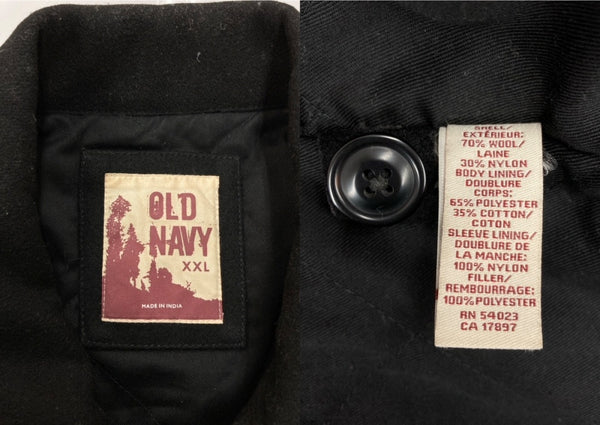 OLD
NAVY
XXL
MADE IN INDIA
SHELL/
EXTÉRIEUR:
70% WOOL/
LAINE
30% NYLON
BODY LINING/
DOUBLURE
CORPS:
65% POLYESTER
35% COTTON/
COTON
SLEEVE LINING/
DOUBLURE DE
LA MANCHE:
100% NYLON
FILLER/
REMBOURRAGE:
100% POLYESTER
RN 54023
CA 17897